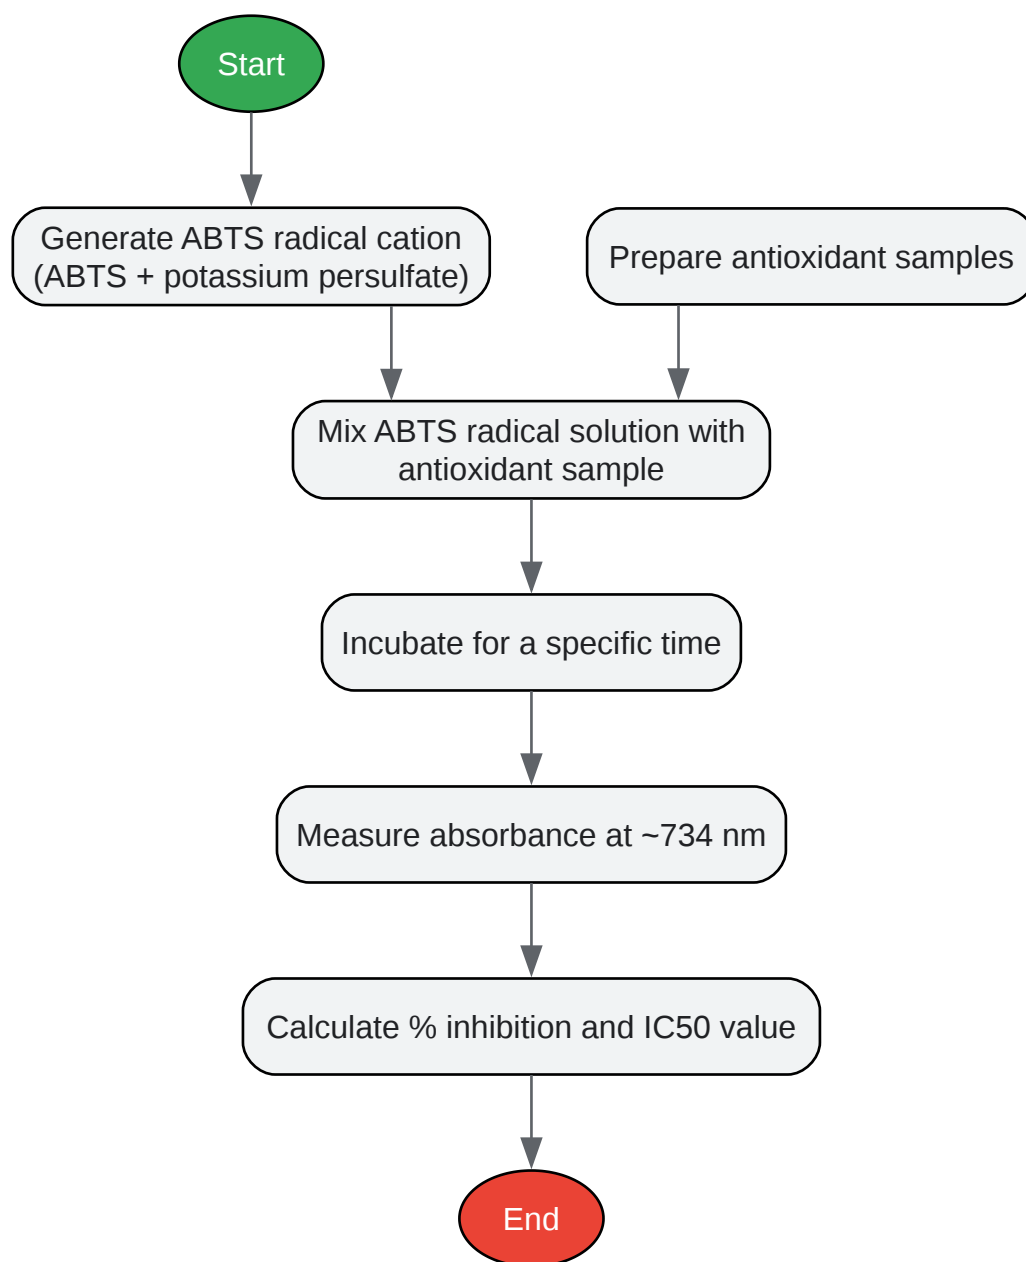 Start
Generate ABTS radical cation
(ABTS + potassium persulfate)
Prepare antioxidant samples
Mix ABTS radical solution with
antioxidant sample
Incubate for a specific time
Measure absorbance at ~734 nm
Calculate % inhibition and IC50 value
End